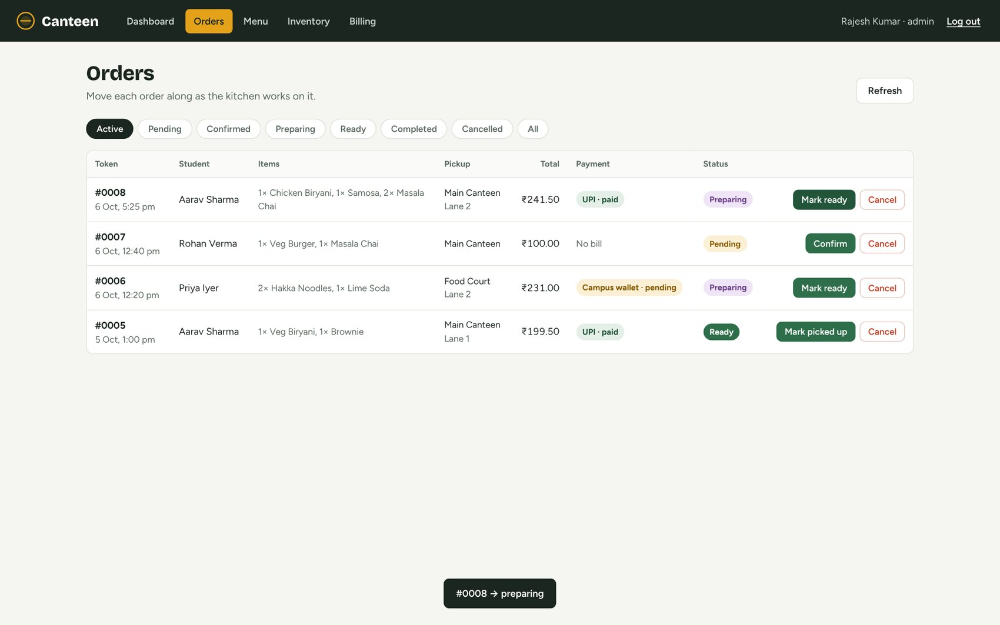 Canteen Dashboard Orders Menu Inventory Billing Rajesh Kumar · admin Log out
Orders
Move each order along as the kitchen works on it.
Refresh
Active Pending Confirmed Preparing Ready Completed Cancelled All
Token Student Items Pickup Total Payment Status
#0008
6 Oct, 5:25 pm
Aarav Sharma
1× Chicken Biryani, 1× Samosa, 2× Masala
Chai
Main Canteen
Lane 2
₹241.50
UPI · paid
Preparing
Mark ready
Cancel
#0007
6 Oct, 12:40 pm
Rohan Verma
1× Veg Burger, 1× Masala Chai
Main Canteen
₹100.00
No bill
Pending
Confirm
Cancel
#0006
6 Oct, 12:20 pm
Priya Iyer
2× Hakka Noodles, 1× Lime Soda
Food Court
Lane 2
₹231.00
Campus wallet · pending
Preparing
Mark ready
Cancel
#0005
5 Oct, 1:00 pm
Aarav Sharma
1× Veg Biryani, 1× Brownie
Main Canteen
Lane 1
₹199.50
UPI · paid
Ready
Mark picked up
Cancel
#0008 → preparing